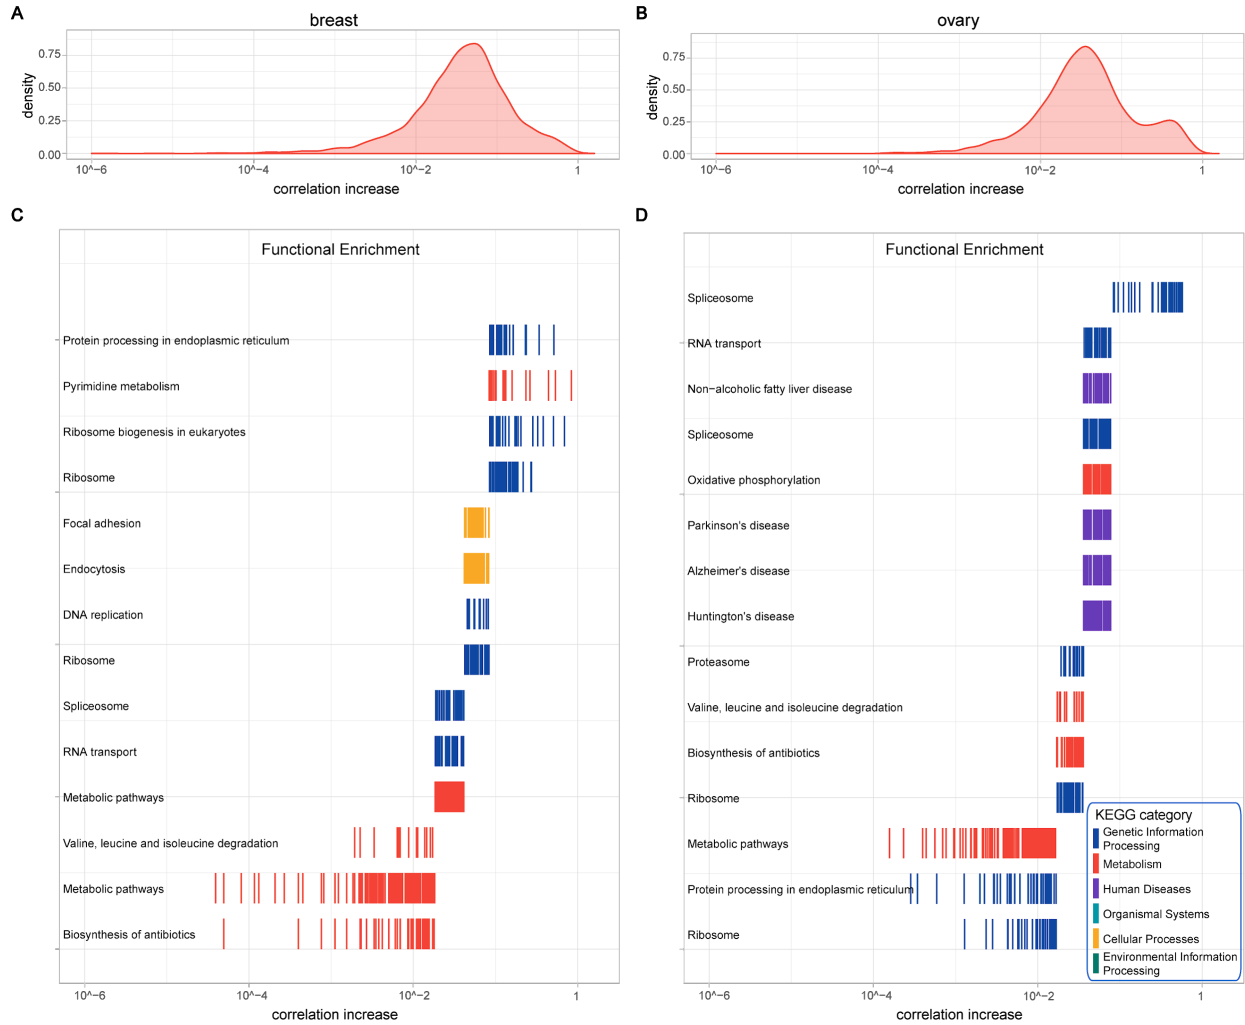 A
breast
0.75
0.50
0.25
0.00
density
10^−6
10^−4
10^−2
1
correlation increase
B
ovary
0.75
0.50
0.25
0.00
density
10^−6
10^−4
10^−2
1
correlation increase
C
Functional Enrichment
Protein processing in endoplasmic reticulum
Pyrimidine metabolism
Ribosome biogenesis in eukaryotes
Ribosome
Focal adhesion
Endocytosis
DNA replication
Ribosome
Spliceosome
RNA transport
Metabolic pathways
Valine, leucine and isoleucine degradation
Metabolic pathways
Biosynthesis of antibiotics
10^−6
10^−4
10^−2
1
correlation increase
D
Functional Enrichment
Spliceosome
RNA transport
Non−alcoholic fatty liver disease
Spliceosome
Oxidative phosphorylation
Parkinson's disease
Alzheimer's disease
Huntington's disease
Proteasome
Valine, leucine and isoleucine degradation
Biosynthesis of antibiotics
Ribosome
Metabolic pathways
Protein processing in endoplasmic reticulum
Ribosome
10^−6
10^−4
10^−2
1
correlation increase
KEGG category
Genetic Information
Processing
Metabolism
Human Diseases
Organismal Systems
Cellular Processes
Environmental Information
Processing